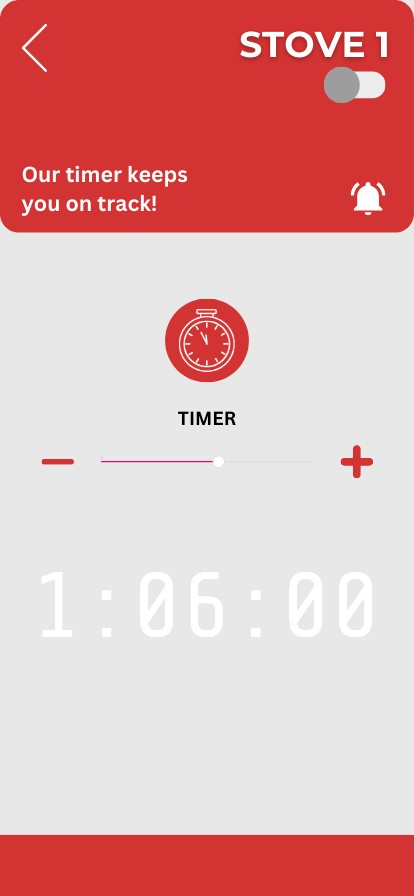 STOVE 1
Our timer keeps
you on track!
TIMER
1:06:00